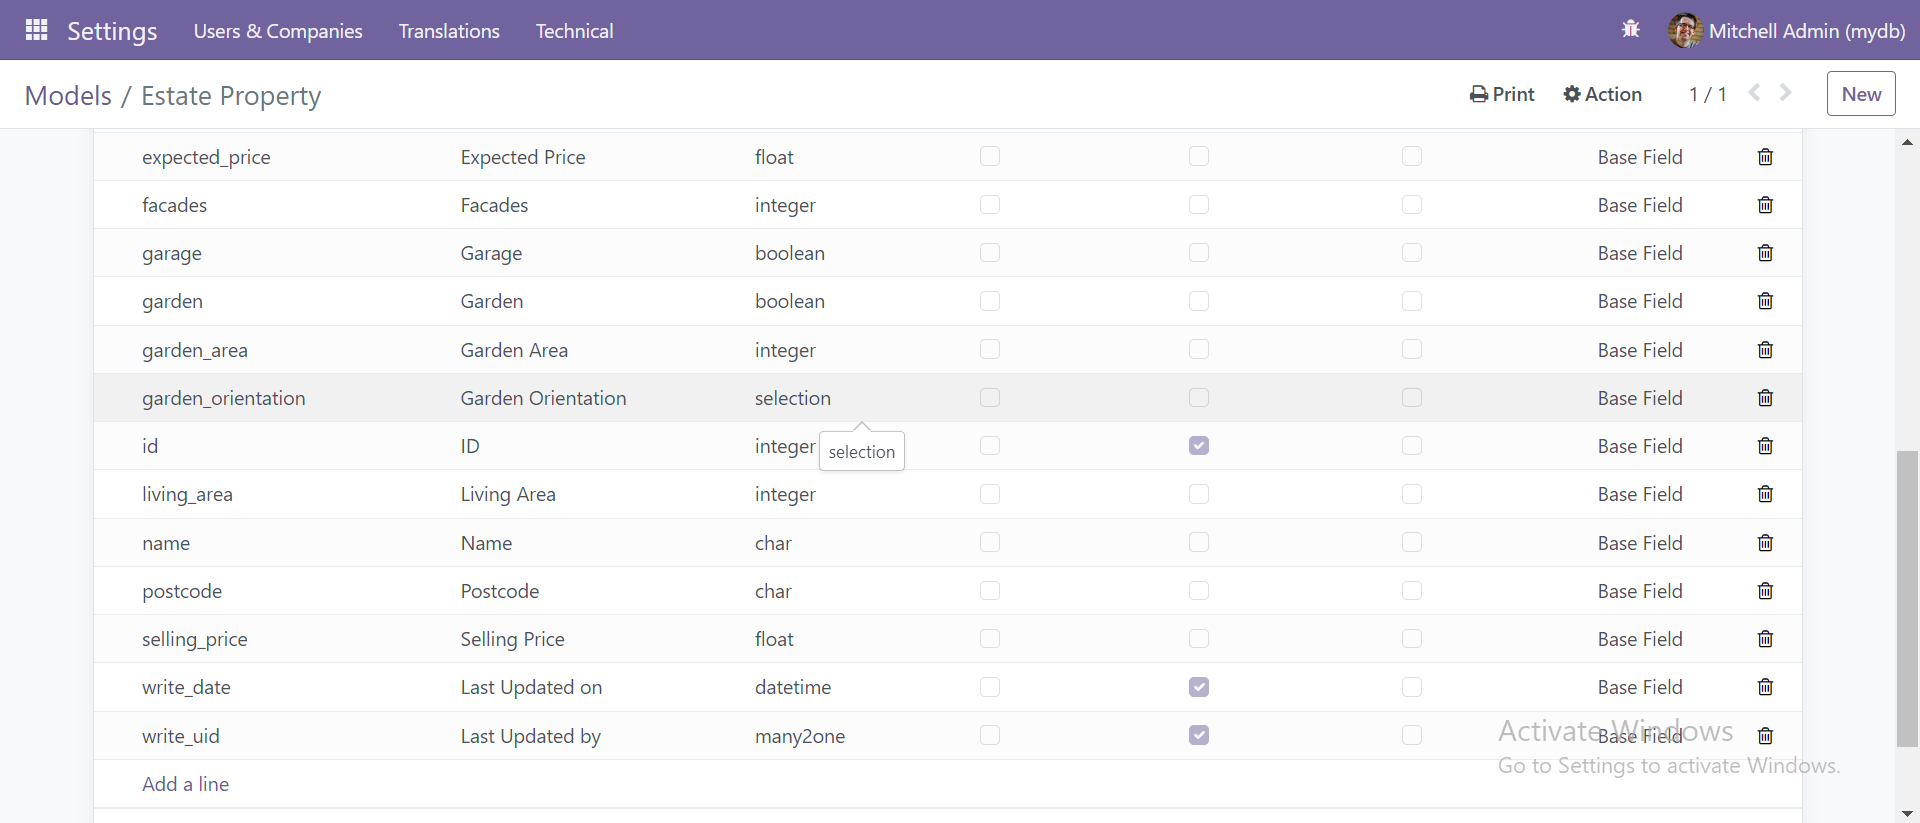 Settings Users & Companies Translations Technical Mitchell Admin (mydb)
Models / Estate Property Print Action 1 / 1 New
expected_price Expected Price float Base Field
facades Facades integer Base Field
garage Garage boolean Base Field
garden Garden boolean Base Field
garden_area Garden Area integer Base Field
garden_orientation Garden Orientation selection Base Field
id ID integer Base Field
selection
living_area Living Area integer Base Field
name Name char Base Field
postcode Postcode char Base Field
selling_price Selling Price float Base Field
write_date Last Updated on datetime Base Field
write_uid Last Updated by many2one Base Field
Activate Windows
Go to Settings to activate Windows.
Add a line